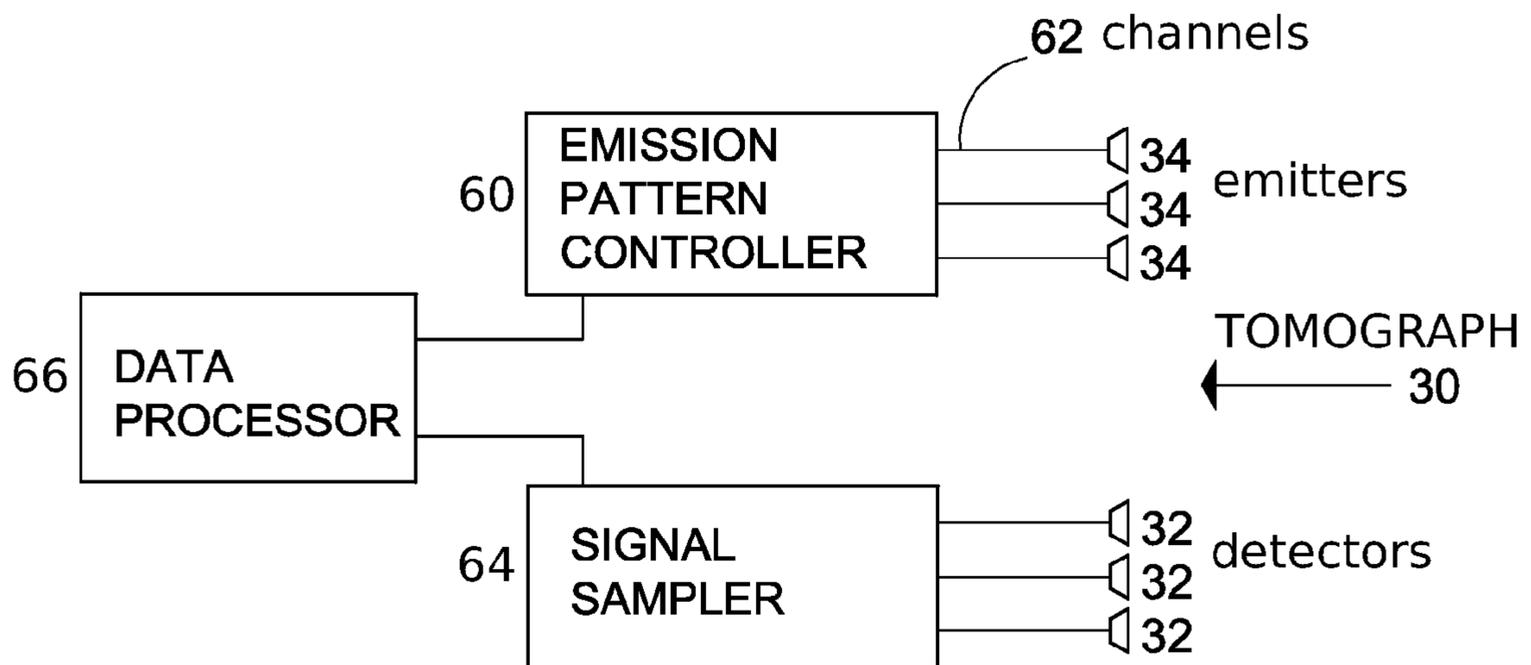 62 channels
60
EMISSION
PATTERN
CONTROLLER
34
34
34
emitters
66
DATA
PROCESSOR
TOMOGRAPH
30
64
SIGNAL
SAMPLER
32
32
32
detectors